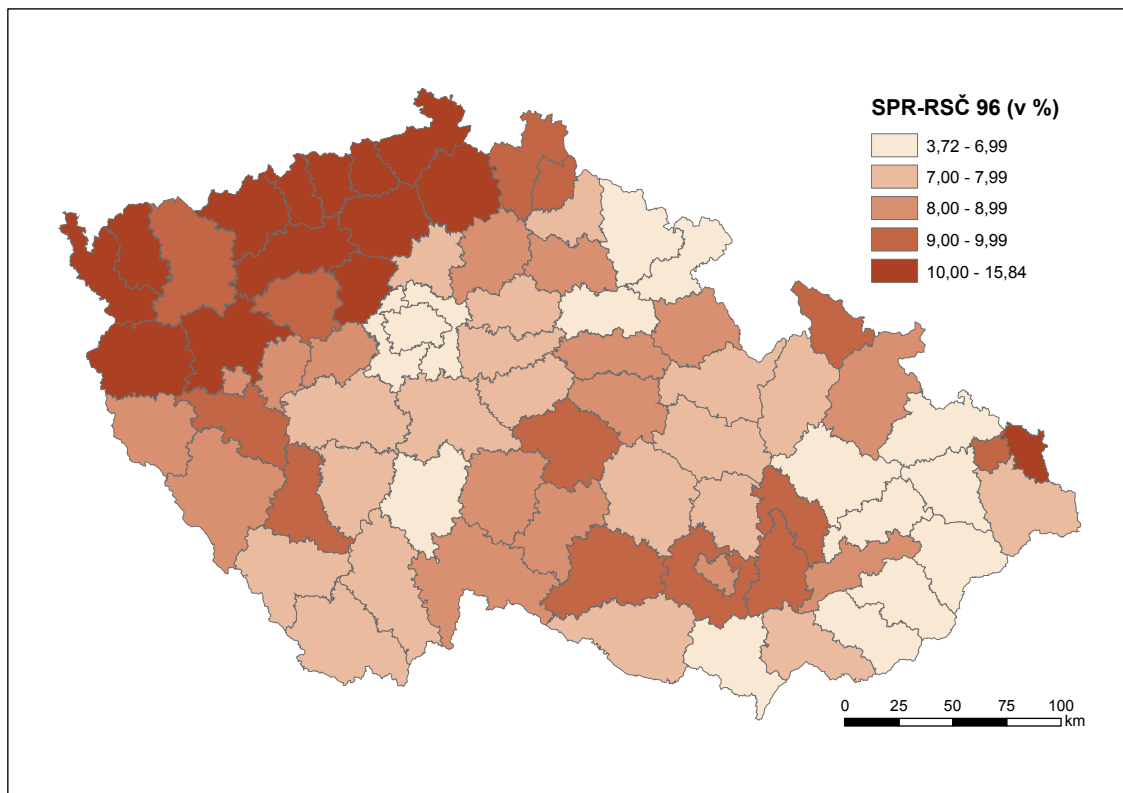 SPR-RSČ 96 (v %)
3,72 - 6,99
7,00 - 7,99
8,00 - 8,99
9,00 - 9,99
10,00 - 15,84
0 25 50 75 100
km